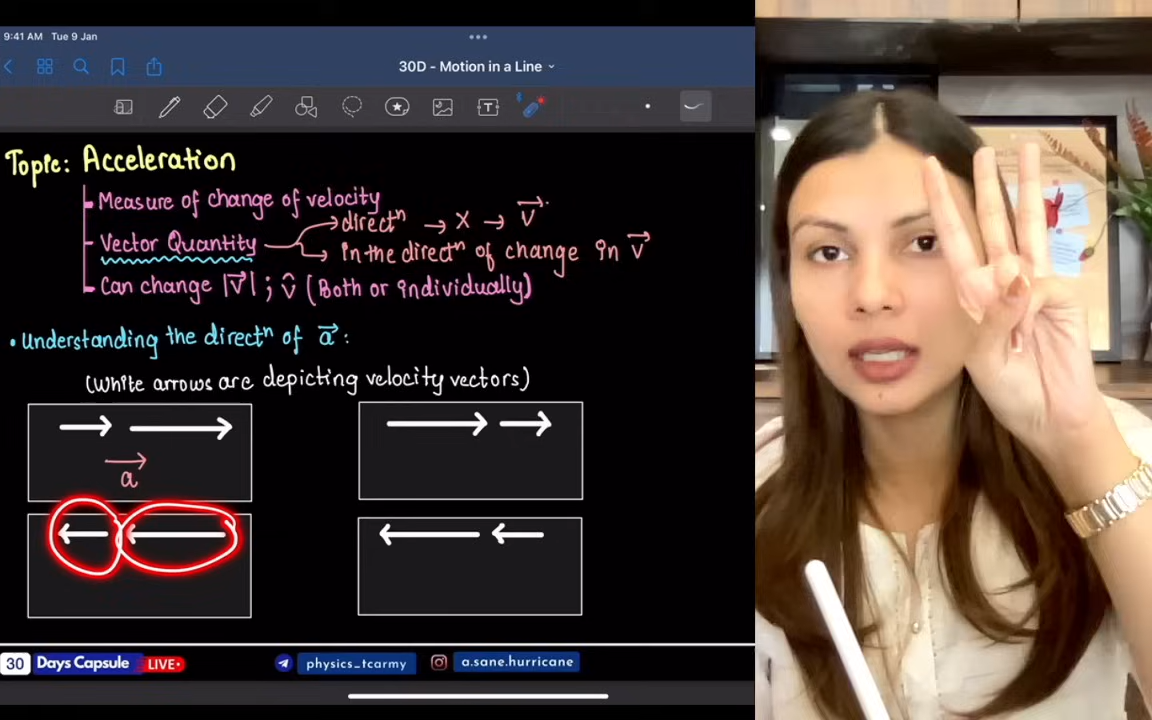 9:41 AM Tue 9 Jan
30D - Motion in a Line
T
Topic: Acceleration
Measure of change of velocity
Vector Quantity → directⁿ → X → v⃗
→ In the directⁿ of change in v⃗
Can change |v⃗| ; v̂ (Both or individually)
• Understanding the directⁿ of a⃗ :
(White arrows are depicting velocity vectors)
a
30 Days Capsule LIVE
physics_tcarmy
a.sane.hurricane